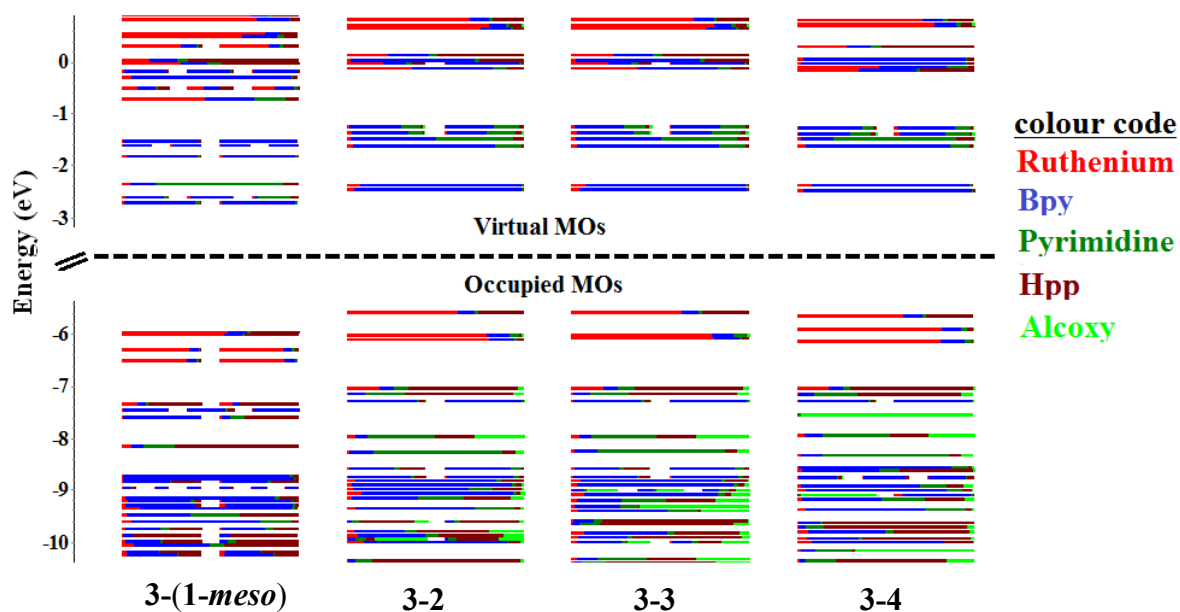 0
-1
-2
-3
Energy (eV)
Virtual MOs
Occupied MOs
-6
-7
-8
-9
-10
3-(1-meso)
3-2
3-3
3-4
colour code
Ruthenium
Bpy
Pyrimidine
Hpp
Alcoxy